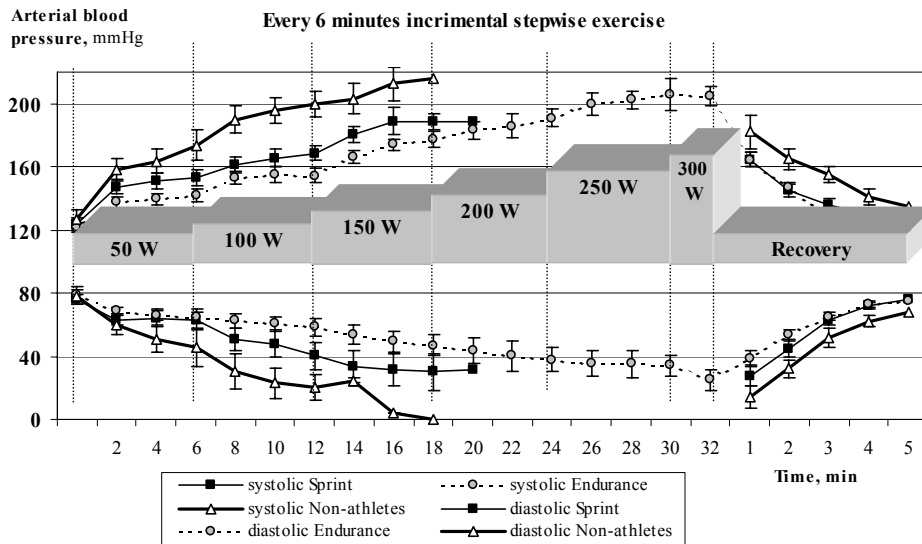 Arterial blood
pressure, mmHg
Every 6 minutes incrimental stepwise exercise
200
160
120
80
40
0
50 W
100 W
150 W
200 W
250 W
300
W
Recovery
2 4 6 8 10 12 14 16 18 20 22 24 26 28 30 32 1 2 3 4 5
Time, min
systolic Sprint
systolic Endurance
systolic Non-athletes
diastolic Sprint
diastolic Endurance
diastolic Non-athletes